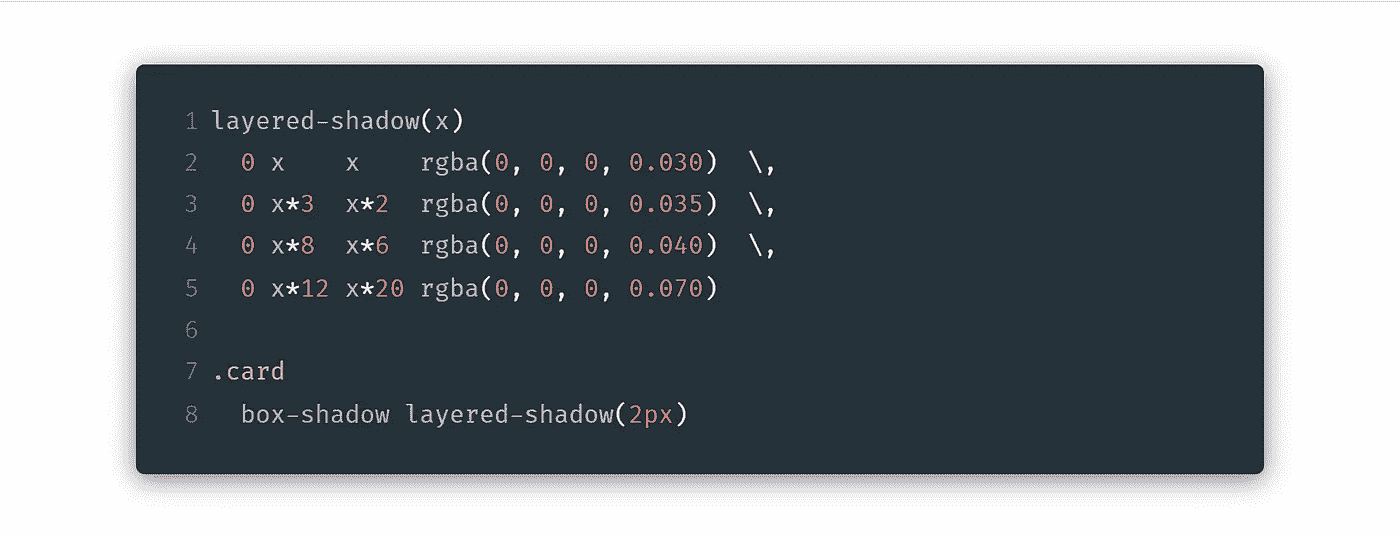 1 layered-shadow(x)
2   0 x    x    rgba(0, 0, 0, 0.030)  \,
3   0 x*3  x*2  rgba(0, 0, 0, 0.035)  \,
4   0 x*8  x*6  rgba(0, 0, 0, 0.040)  \,
5   0 x*12 x*20 rgba(0, 0, 0, 0.070)
6
7 .card
8   box-shadow layered-shadow(2px)